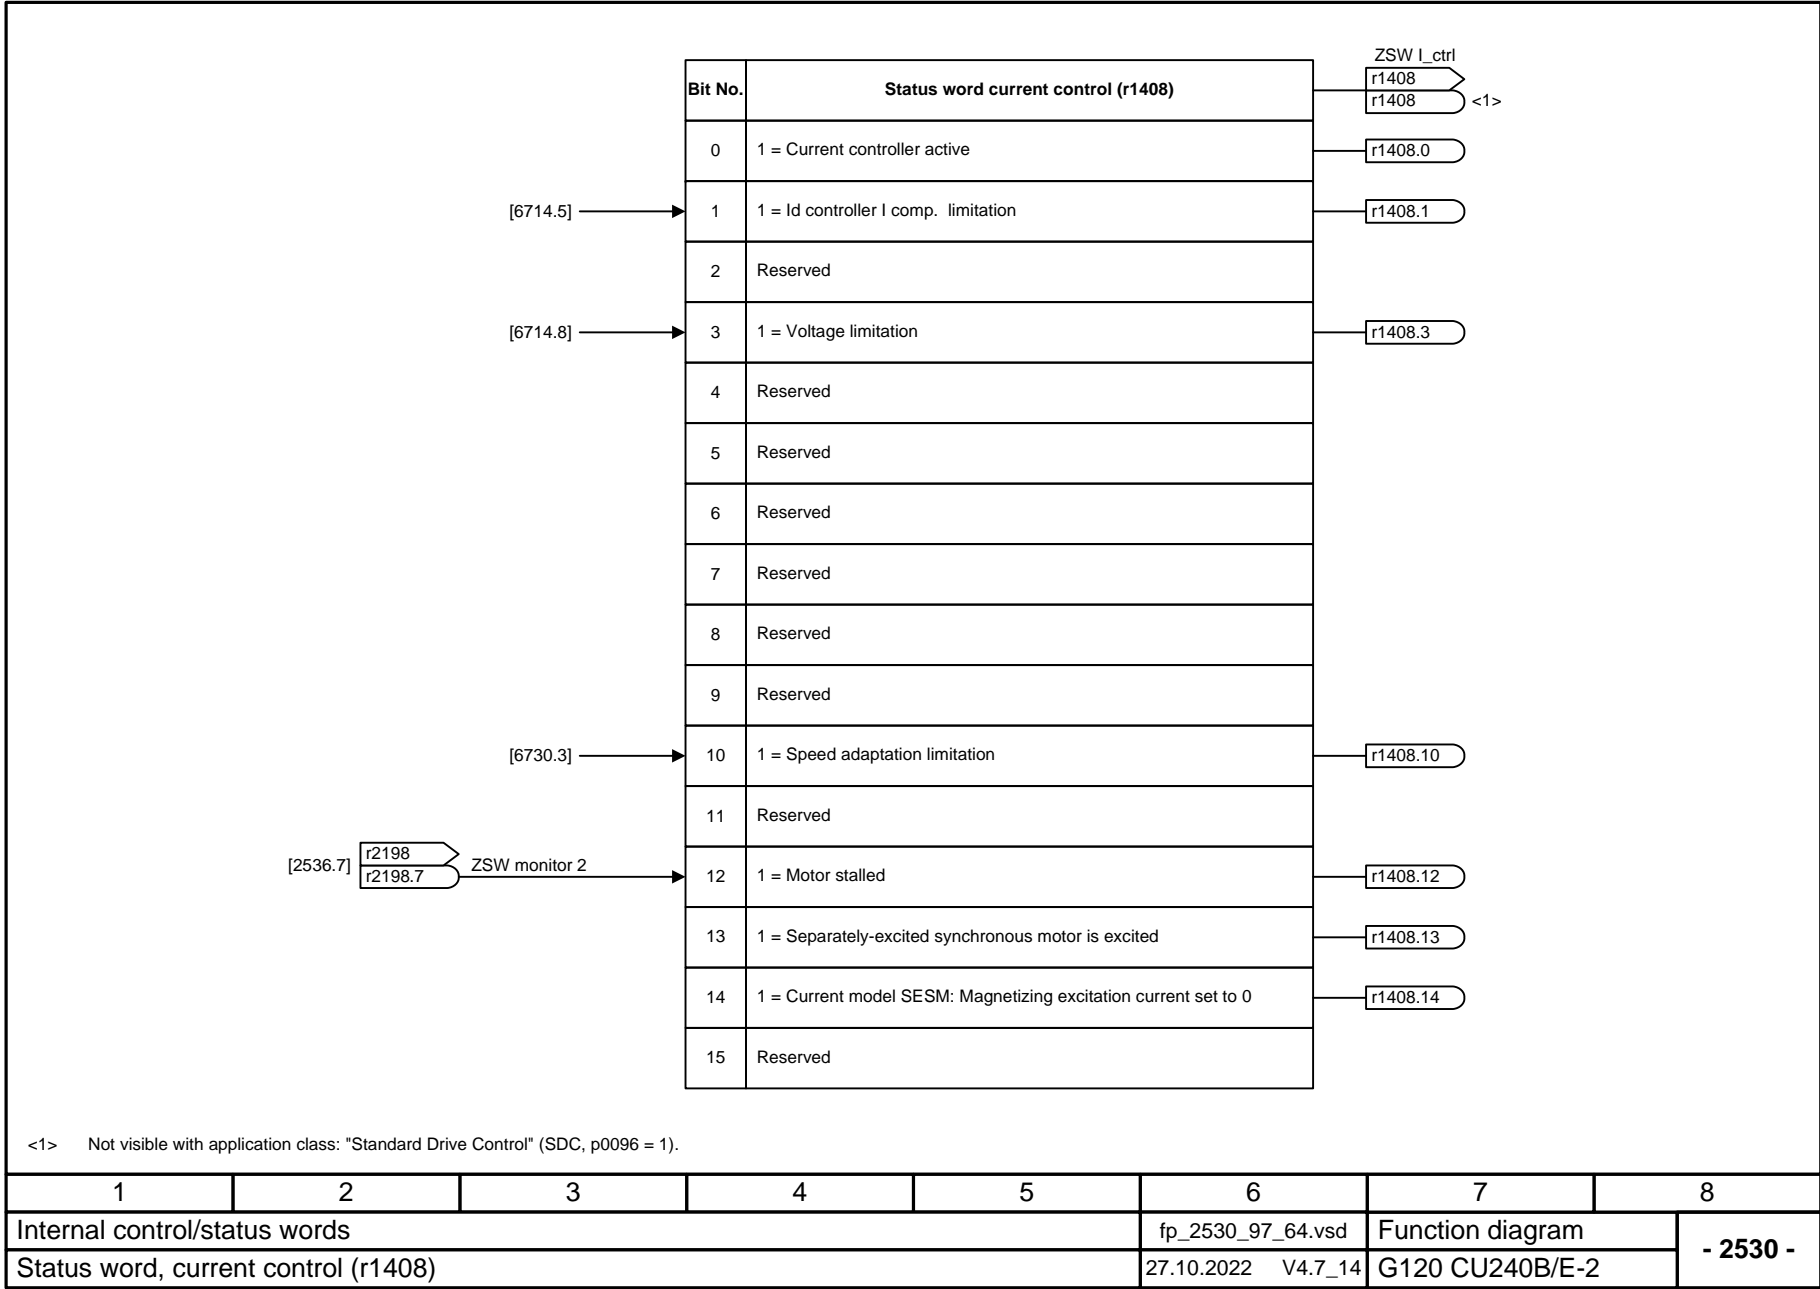 ZSW I_ctrl
Bit No. Status word current control (r1408) r1408
r1408 <1>
0 1 = Current controller active r1408.0
[6714.5] 1 1 = Id controller I comp.  limitation r1408.1
2 Reserved
[6714.8] 3 1 = Voltage limitation r1408.3
4 Reserved
5 Reserved
6 Reserved
7 Reserved
8 Reserved
9 Reserved
[6730.3] 10 1 = Speed adaptation limitation r1408.10
11 Reserved
r2198
[2536.7] r2198.7 ZSW monitor 2 12 1 = Motor stalled r1408.12
13 1 = Separately-excited synchronous motor is excited r1408.13
14 1 = Current model SESM: Magnetizing excitation current set to 0 r1408.14
15 Reserved
<1> Not visible with application class: "Standard Drive Control" (SDC, p0096 = 1).
1 2 3 4 5 6 7 8
Internal control/status words fp_2530_97_64.vsd Function diagram - 2530 -
Status word, current control (r1408) 27.10.2022 V4.7_14 G120 CU240B/E-2